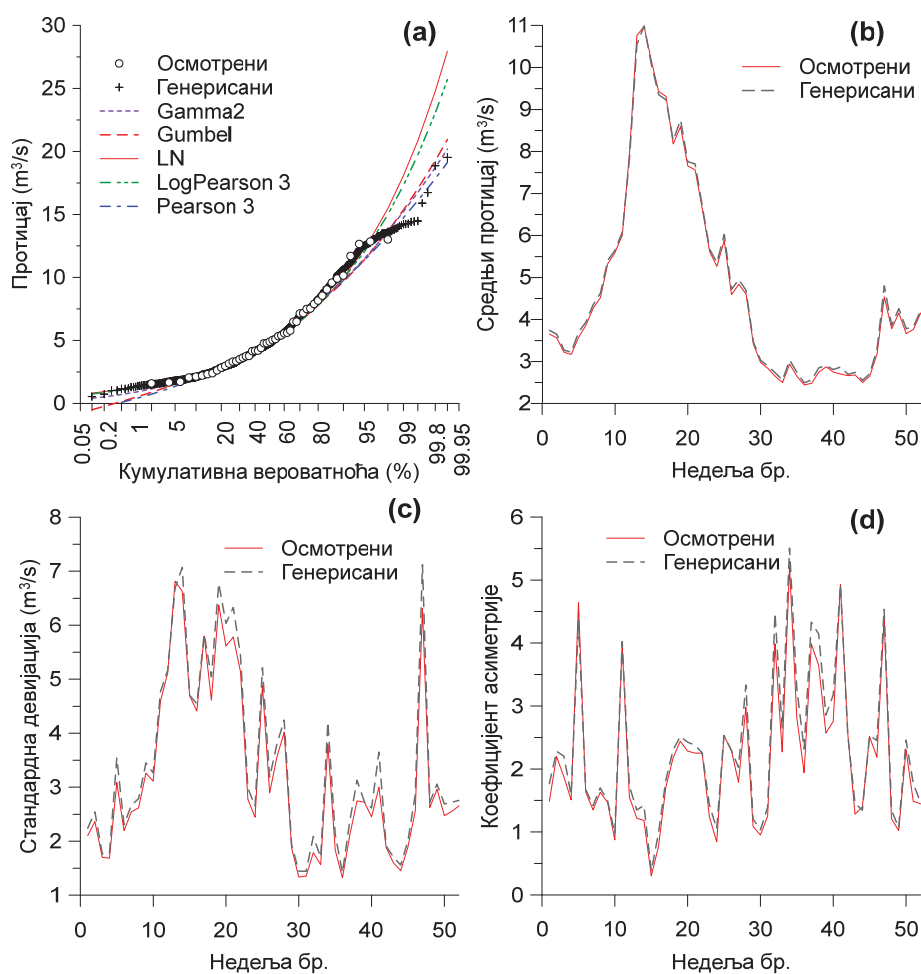 (a)
Протицај (m³/s)
30
25
20
15
10
5
0
Осмотрени
Генерисани
Gamma2
Gumbel
LN
LogPearson 3
Pearson 3
0.05
0.2
1
5
20
40
60
80
95
99
99.8
99.95
Кумулативна вероватноћа (%)
(b)
Средњи протицај (m³/s)
11
10
9
8
7
6
5
4
3
2
Осмотрени
Генерисани
0 10 20 30 40 50
Недеља бр.
(c)
Стандардна девијација (m³/s)
8
7
6
5
4
3
2
1
Осмотрени
Генерисани
0 10 20 30 40 50
Недеља бр.
(d)
Коефицијент асиметрије
6
5
4
3
2
1
0
Осмотрени
Генерисани
0 10 20 30 40 50
Недеља бр.